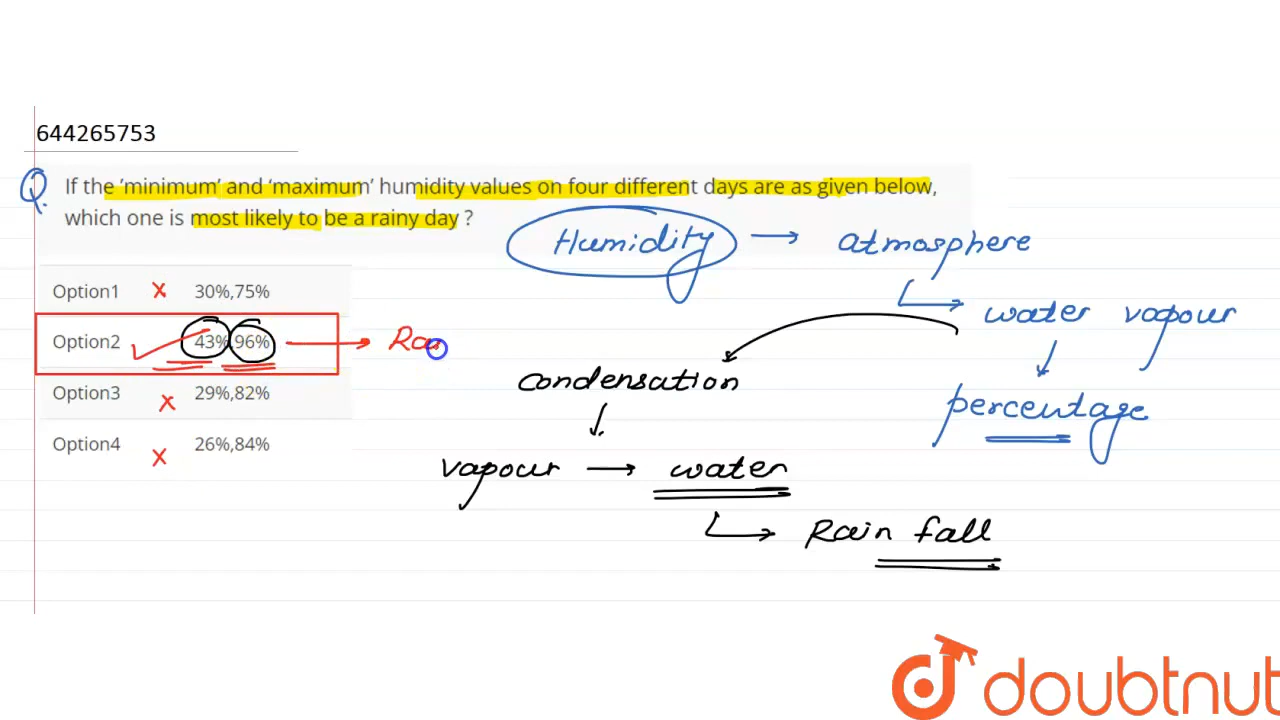 644265753
Q. If the ’minimum’ and ‘maximum’ humidity values on four different days are as given below,
which one is most likely to be a rainy day ?
Humidity → atmosphere
Option1 x 30%,75%
water vapour
Option2 43%,96% → Rai
condensation
Option3 x 29%,82%
percentage
Option4 x 26%,84%
vapour → water
Rain fall
doubtnut